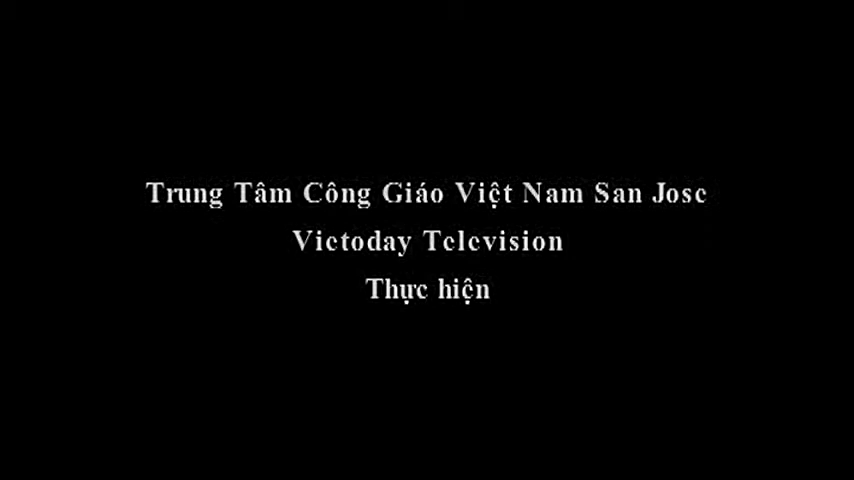 Trung Tâm Công Giáo Việt Nam San Jose
Vietoday Television
Thực hiện